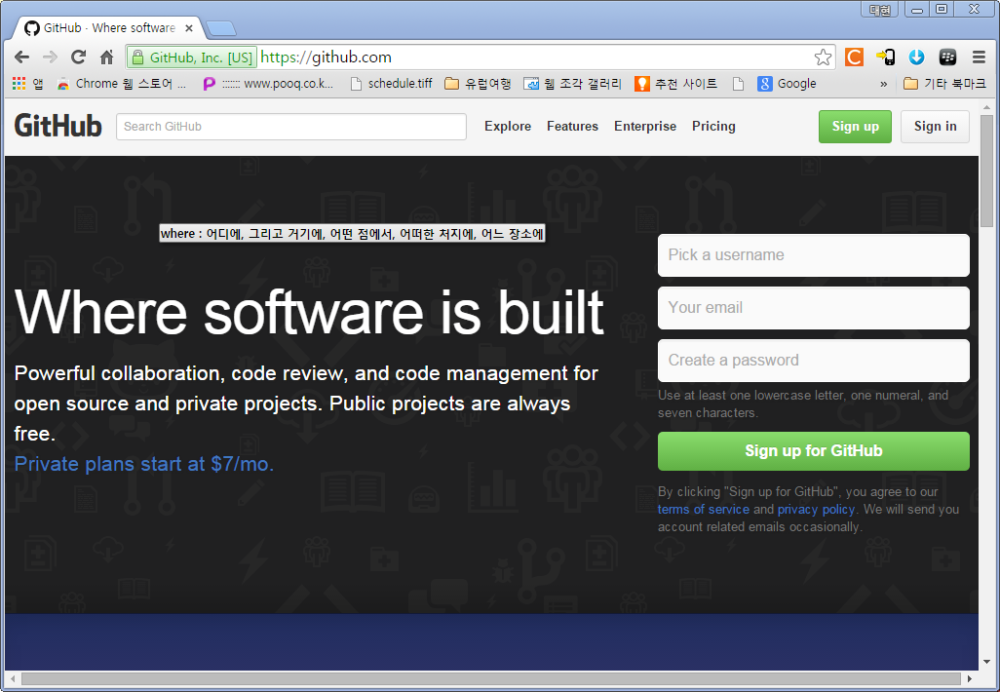 대현
GitHub · Where software
GitHub, Inc. [US] https://github.com
앱 Chrome 웹 스토어 ... :::::: www.pooq.co.k... schedule.tiff 유럽여행 웹 조각 갤러리 추천 사이트 Google » 기타 북마크
GitHub Search GitHub Explore Features Enterprise Pricing Sign up Sign in
where : 어디에, 그리고 거기에, 어떤 점에서, 어떠한 처지에, 어느 장소에
Where software is built
Powerful collaboration, code review, and code management for
open source and private projects. Public projects are always
free.
Private plans start at $7/mo.
Pick a username
Your email
Create a password
Use at least one lowercase letter, one numeral, and
seven characters.
Sign up for GitHub
By clicking "Sign up for GitHub", you agree to our
terms of service and privacy policy. We will send you
account related emails occasionally.